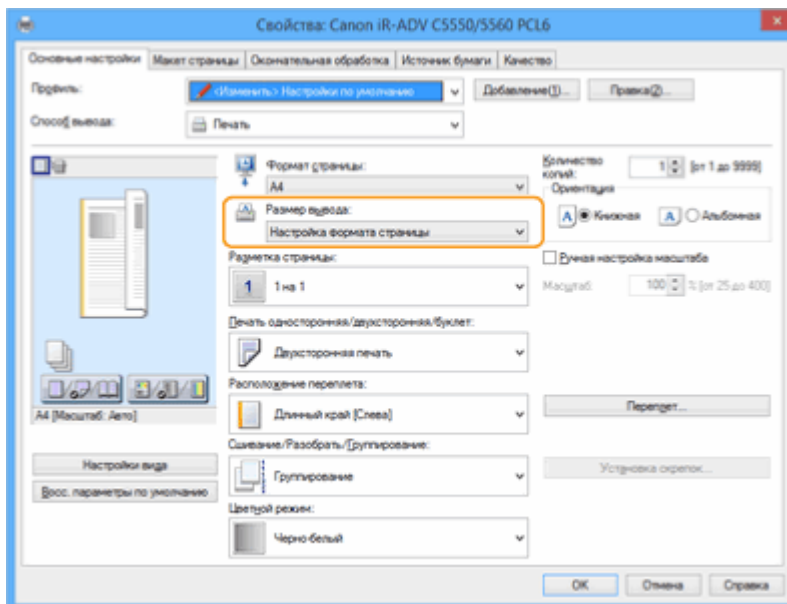 Свойства: Canon iR-ADV C5550/5560 PCL6
Основные настройки Макет страницы Окончательная обработка Источник бумаги Качество
Профиль: <Изменить> Настройки по умолчанию Добавление(1)... Правка(2)...
Способ вывода: Печать
Формат страницы:
A4
Размер вывода:
Настройка формата страницы
Разметка страницы:
1 1 на 1
Печать односторонняя/двухсторонняя/буклет:
Двухсторонняя печать
Расположение переплета:
Длинный край [Слева]
Сшивание/Разобрать/Группирование:
Группирование
Цветной режим:
Черно белый
Количество копий: 1 [от 1 до 9999]
Ориентация
A Книжная A Альбомная
Ручная настройка масштаба
Масштаб: 100 % [от 25 до 400]
Переплет...
Установка скрепок...
A4 [Масштаб: Авто]
Настройки вида
Восс. параметры по умолчанию
OK Отмена Справка